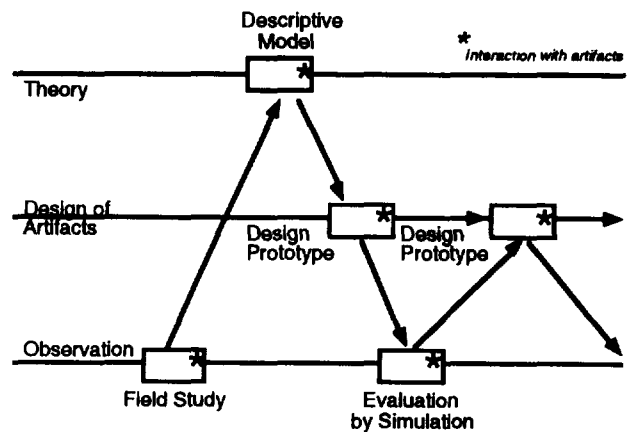 Descriptive
Model
*
Interaction with artifacts
*
Theory
Design of
Artifacts
*
*
Design
Prototype
Design
Prototype
Observation
*
*
Field Study
Evaluation
by Simulation